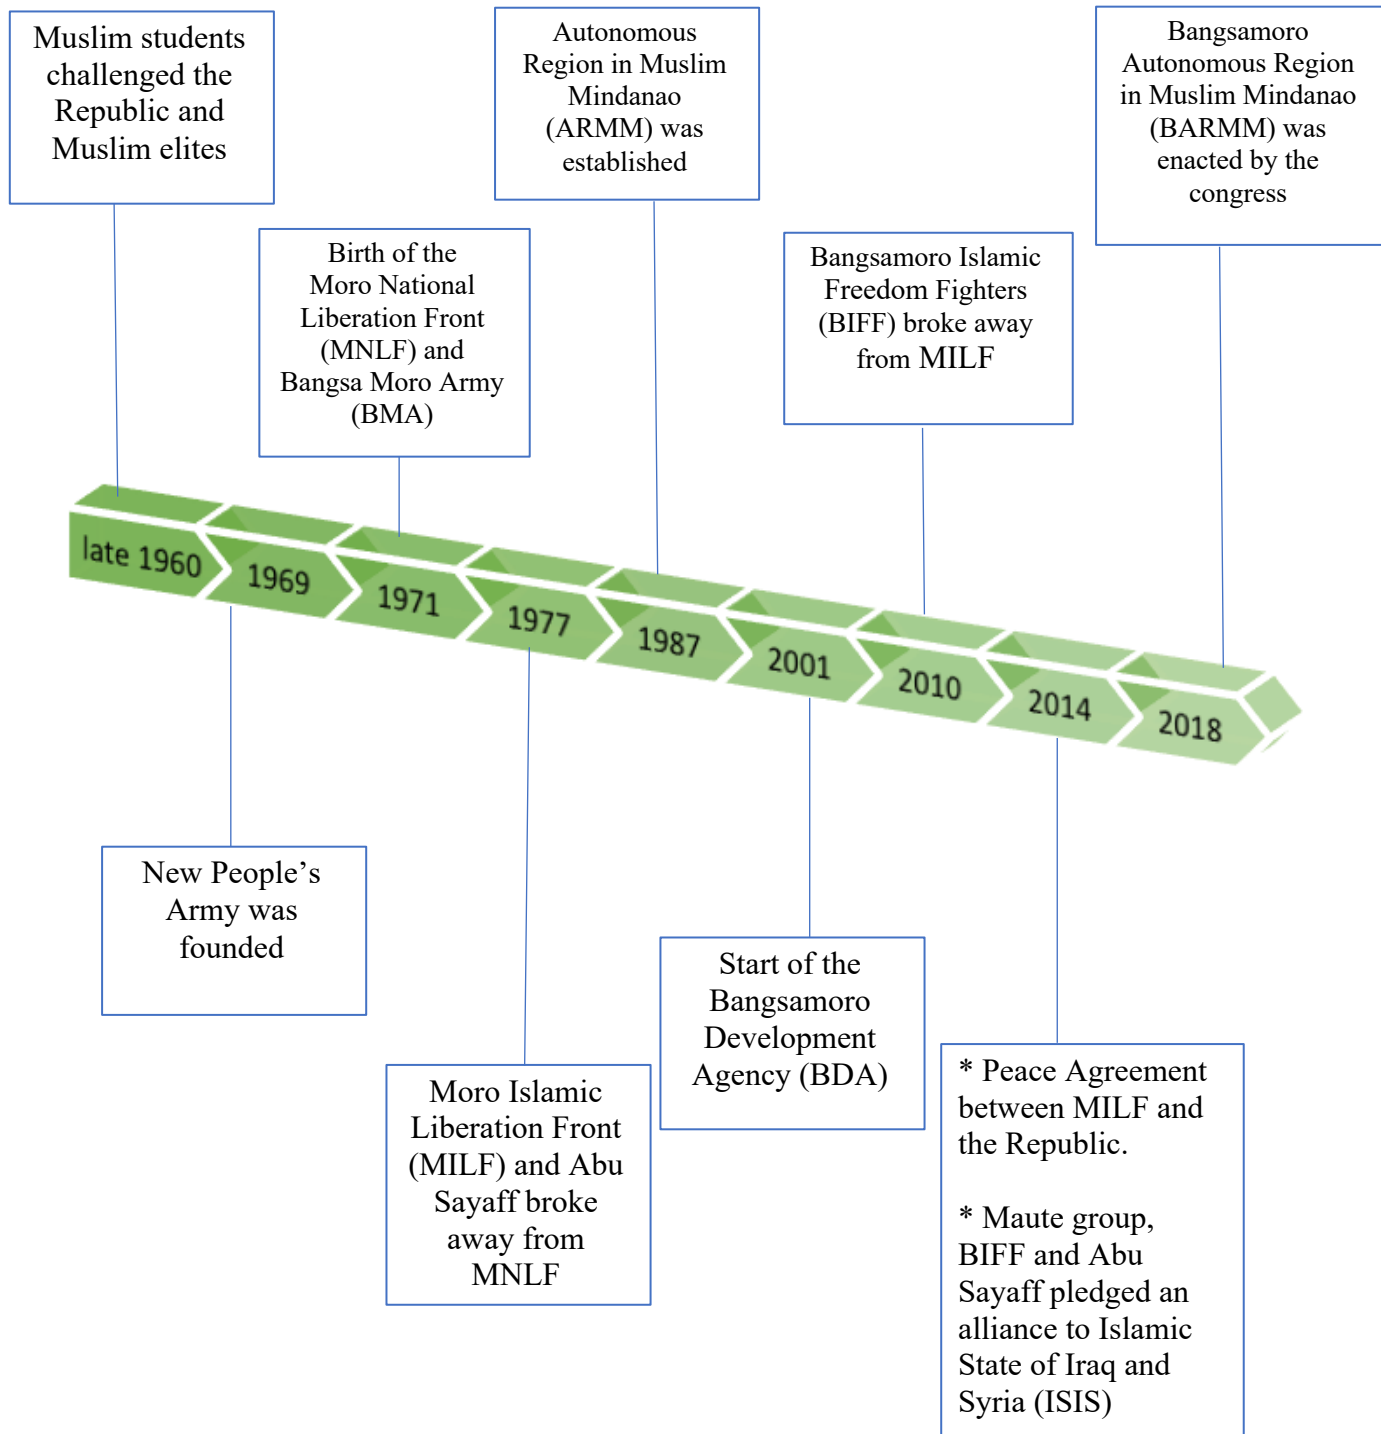 Muslim students
challenged the
Republic and
Muslim elites
Autonomous
Region in Muslim
Mindanao
(ARMM) was
established
Bangsamoro
Autonomous Region
in Muslim Mindanao
(BARMM) was
enacted by the
congress
Birth of the
Moro National
Liberation Front
(MNLF) and
Bangsa Moro Army
(BMA)
Bangsamoro Islamic
Freedom Fighters
(BIFF) broke away
from MILF
late 1960
1969
1971
1977
1987
2001
2010
2014
2018
New People’s
Army was
founded
Moro Islamic
Liberation Front
(MILF) and Abu
Sayaff broke
away from
MNLF
Start of the
Bangsamoro
Development
Agency (BDA)
* Peace Agreement
between MILF and
the Republic.
* Maute group,
BIFF and Abu
Sayaff pledged an
alliance to Islamic
State of Iraq and
Syria (ISIS)